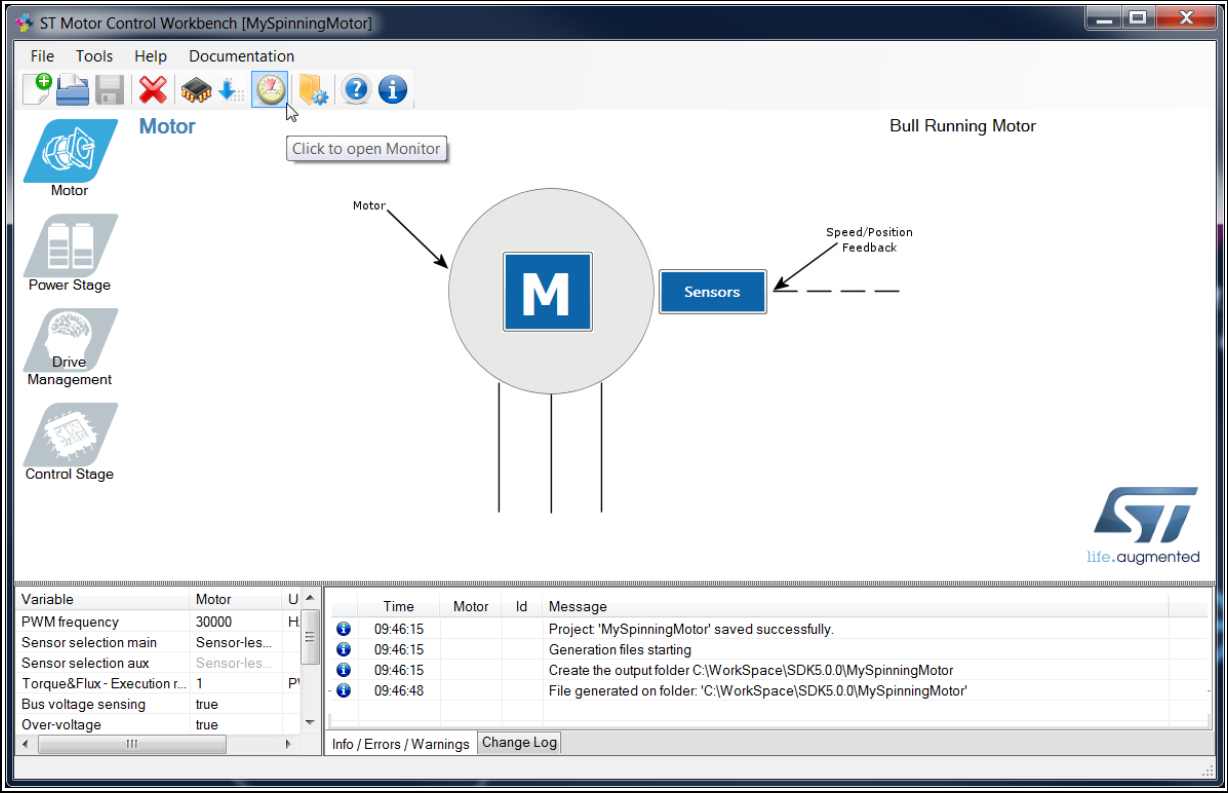 ST Motor Control Workbench [MySpinningMotor]
File Tools Help Documentation
Motor
Bull Running Motor
Click to open Monitor
Motor
Power Stage
Drive
Management
Control Stage
Motor
Speed/Position
Feedback
M
Sensors
ST
life.augmented
Variable Motor U
PWM frequency 30000 H
Sensor selection main Sensor-les...
Sensor selection aux Sensor-les...
Torque&Flux - Execution r... 1 P
Bus voltage sensing true
Over-voltage true
Time Motor Id Message
09:46:15 Project: 'MySpinningMotor' saved successfully.
09:46:15 Generation files starting
09:46:15 Create the output folder C:\WorkSpace\SDK5.0.0\MySpinningMotor
09:46:48 File generated on folder: 'C:\WorkSpace\SDK5.0.0\MySpinningMotor'
Info / Errors / Warnings Change Log